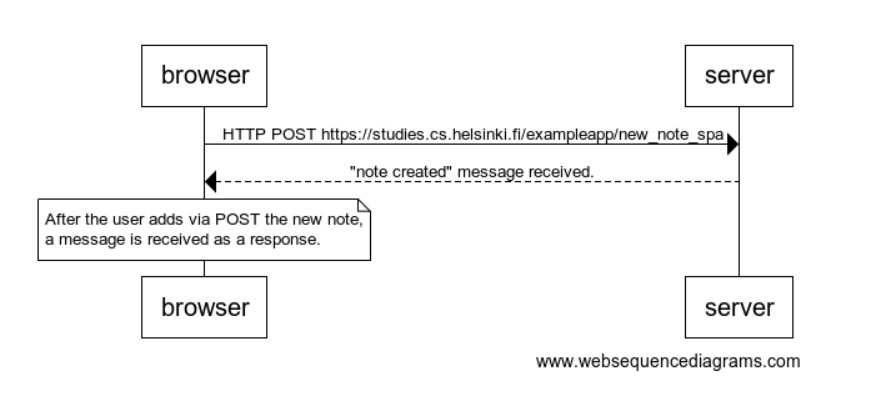 browser
server
HTTP POST https://studies.cs.helsinki.fi/exampleapp/new_note_spa
"note created" message received.
After the user adds via POST the new note,
a message is received as a response.
browser
server
www.websequencediagrams.com